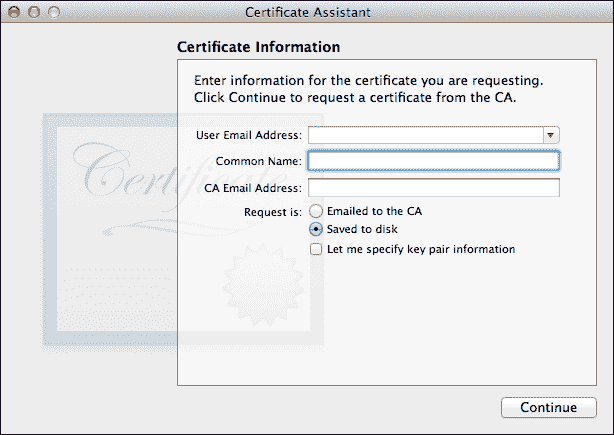 Certificate Assistant
Certificate Information
Enter information for the certificate you are requesting.
Click Continue to request a certificate from the CA.
Certificate
User Email Address:
Common Name:
CA Email Address:
Request is:
Emailed to the CA
Saved to disk
Let me specify key pair information
Continue